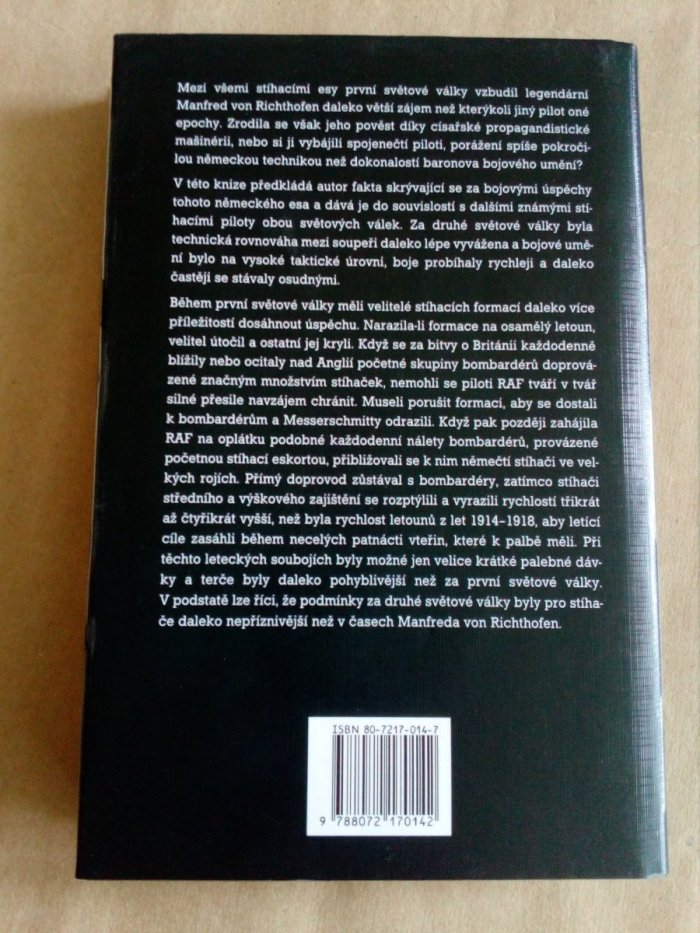 Mezi všemi stíhacími esy první světové války vzbudil legendární
Manfred von Richthofen daleko větší zájem než kterýkoli jiný pilot oné
epochy. Zrodila se však jeho pověst díky císařské propagandistické
mašinérii, nebo si ji vybájili spojenečtí piloti, porážení spíše pokroči-
lou německou technikou než dokonalostí baronova bojového umění?
V této knize předkládá autor fakta skrývající se za bojovými úspěchy
tohoto německého esa a dává je do souvislostí s dalšími známými stí-
hacími piloty obou světových válek. Za druhé světové války byla
technická rovnováha mezi soupeři daleko lépe vyvážena a bojové umě-
ní bylo na vysoké taktické úrovni, boje probíhaly rychleji a daleko
častěji se stávaly osudnými.
Během první světové války měli velitelé stíhacích formací daleko více
příležitostí dosáhnout úspěchu. Narazila-li formace na osamělý letoun,
velitel útočil a ostatní jej kryli. Když se za bitvy o Británii každodenně
blížily nebo ocitaly nad Anglií početné skupiny bombardérů doprová-
zené značným množstvím stíhaček, nemohli se piloti RAF tváří v tvář
silné přesile navzájem chránit. Museli porušit formaci, aby se dostali
k bombardérům a Messerschmitty odrazili. Když pak později zahájila
RAF na oplátku podobné každodenní nálety bombardérů, provázené
početnou stíhací eskortou, přibližovali se k nim němečtí stíhači ve vel-
kých rojích. Přímý doprovod zůstával s bombardéry, zatímco stíhači
středního a výškového zajištění se rozptýlili a vyrazili rychlostí třikrát
až čtyřikrát vyšší, než byla rychlost letounů z let 1914-1918, aby letící
cíle zasáhli během necelých patnácti vteřin, které k palbě měli. Při
těchto leteckých soubojích byly možné jen velice krátké palebné dáv-
ky a terče byly daleko pohyblivější než za první světové války.
V podstatě lze říci, že podmínky za druhé světové války byly pro stíha-
če daleko nepříznivější než v časech Manfreda von Richthofen.
ISBN 80-7217-014-7
9 788072 170142